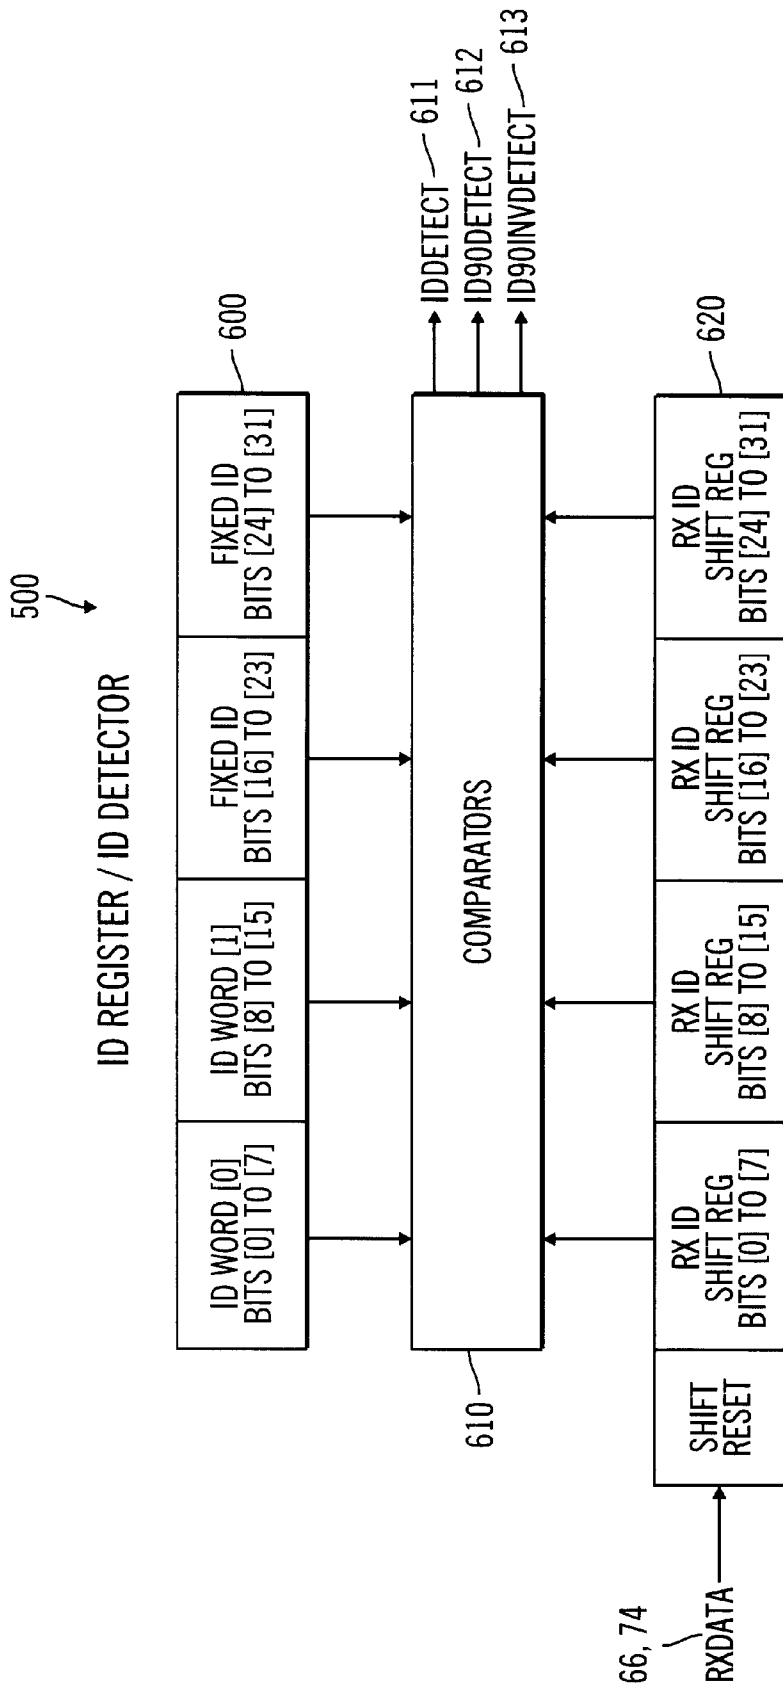 500
ID REGISTER / ID DETECTOR
ID WORD [0]
BITS [0] TO [7]
ID WORD [1]
BITS [8] TO [15]
FIXED ID
BITS [16] TO [23]
FIXED ID
BITS [24] TO [31]
600
610
COMPARATORS
IDDETECT 611
ID90DETECT 612
ID90INVDETECT 613
66, 74
RXDATA
SHIFT
RESET
RX ID
SHIFT REG
BITS [0] TO [7]
RX ID
SHIFT REG
BITS [8] TO [15]
RX ID
SHIFT REG
BITS [16] TO [23]
RX ID
SHIFT REG
BITS [24] TO [31]
620